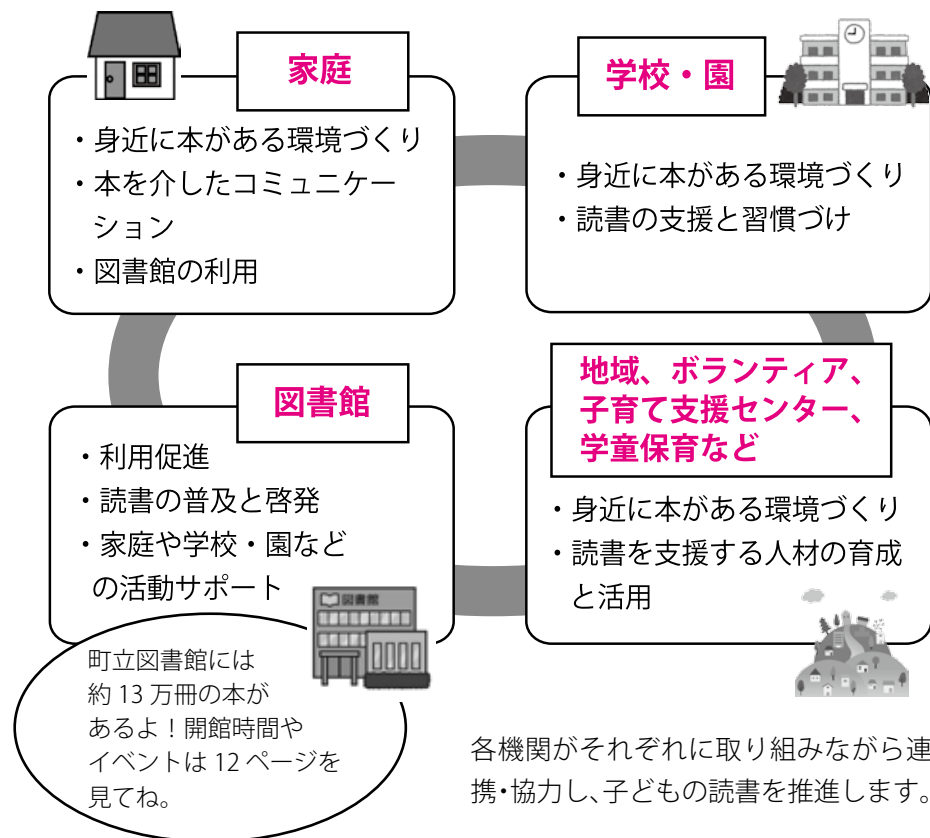 家庭
・身近に本がある環境づくり
・本を介したコミュニケー
ション
・図書館の利用
学校・園
・身近に本がある環境づくり
・読書の支援と習慣づけ
図書館
・利用促進
・読書の普及と啓発
・家庭や学校・園など
の活動サポート
図書館
地域、ボランティア、
子育て支援センター、
学童保育など
・身近に本がある環境づくり
・読書を支援する人材の育成
と活用
町立図書館には
約 13 万冊の本が
あるよ！開館時間や
イベントは 12 ページを
見てね。
各機関がそれぞれに取り組みながら連
携・協力し、子どもの読書を推進します。